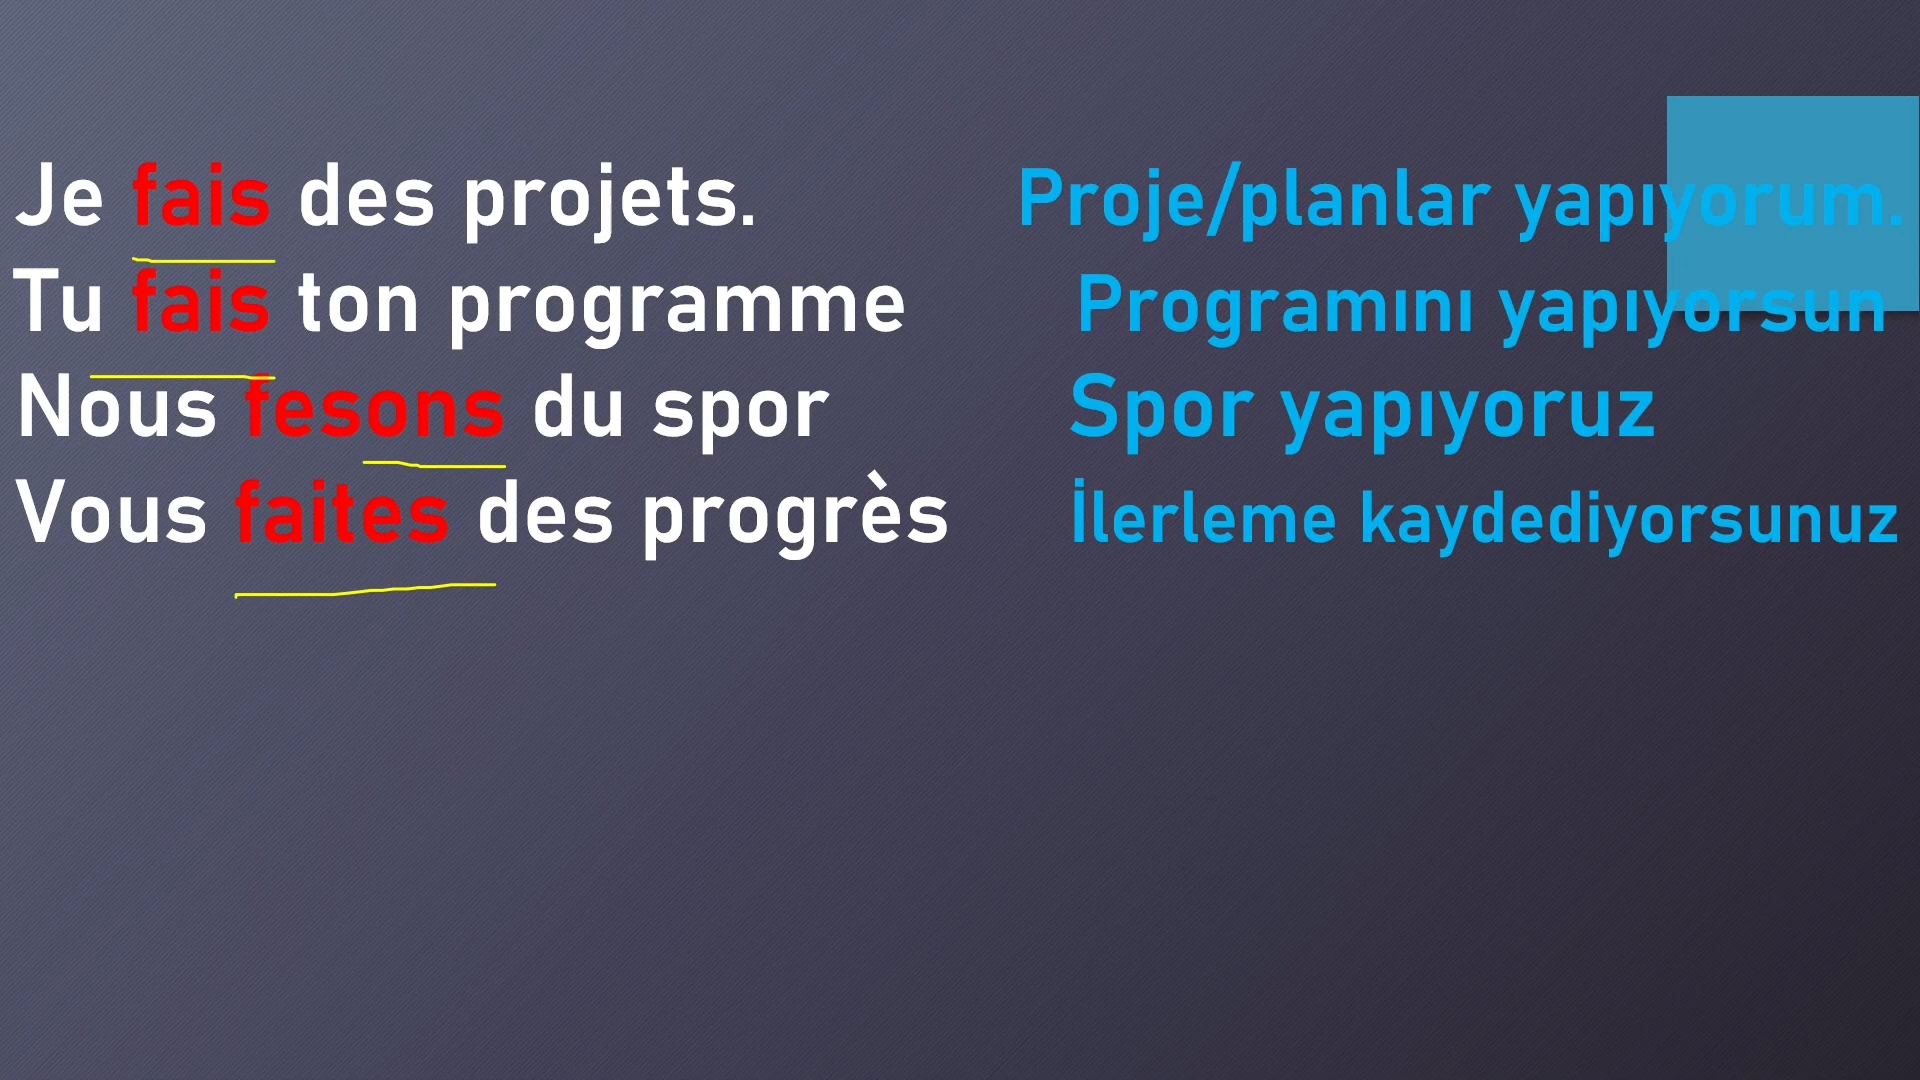 Je fais des projets. Proje/planlar yapıyorum.
Tu fais ton programme Programını yapıyorsun
Nous fesons du spor Spor yapıyoruz
Vous faites des progrès İlerleme kaydediyorsunuz